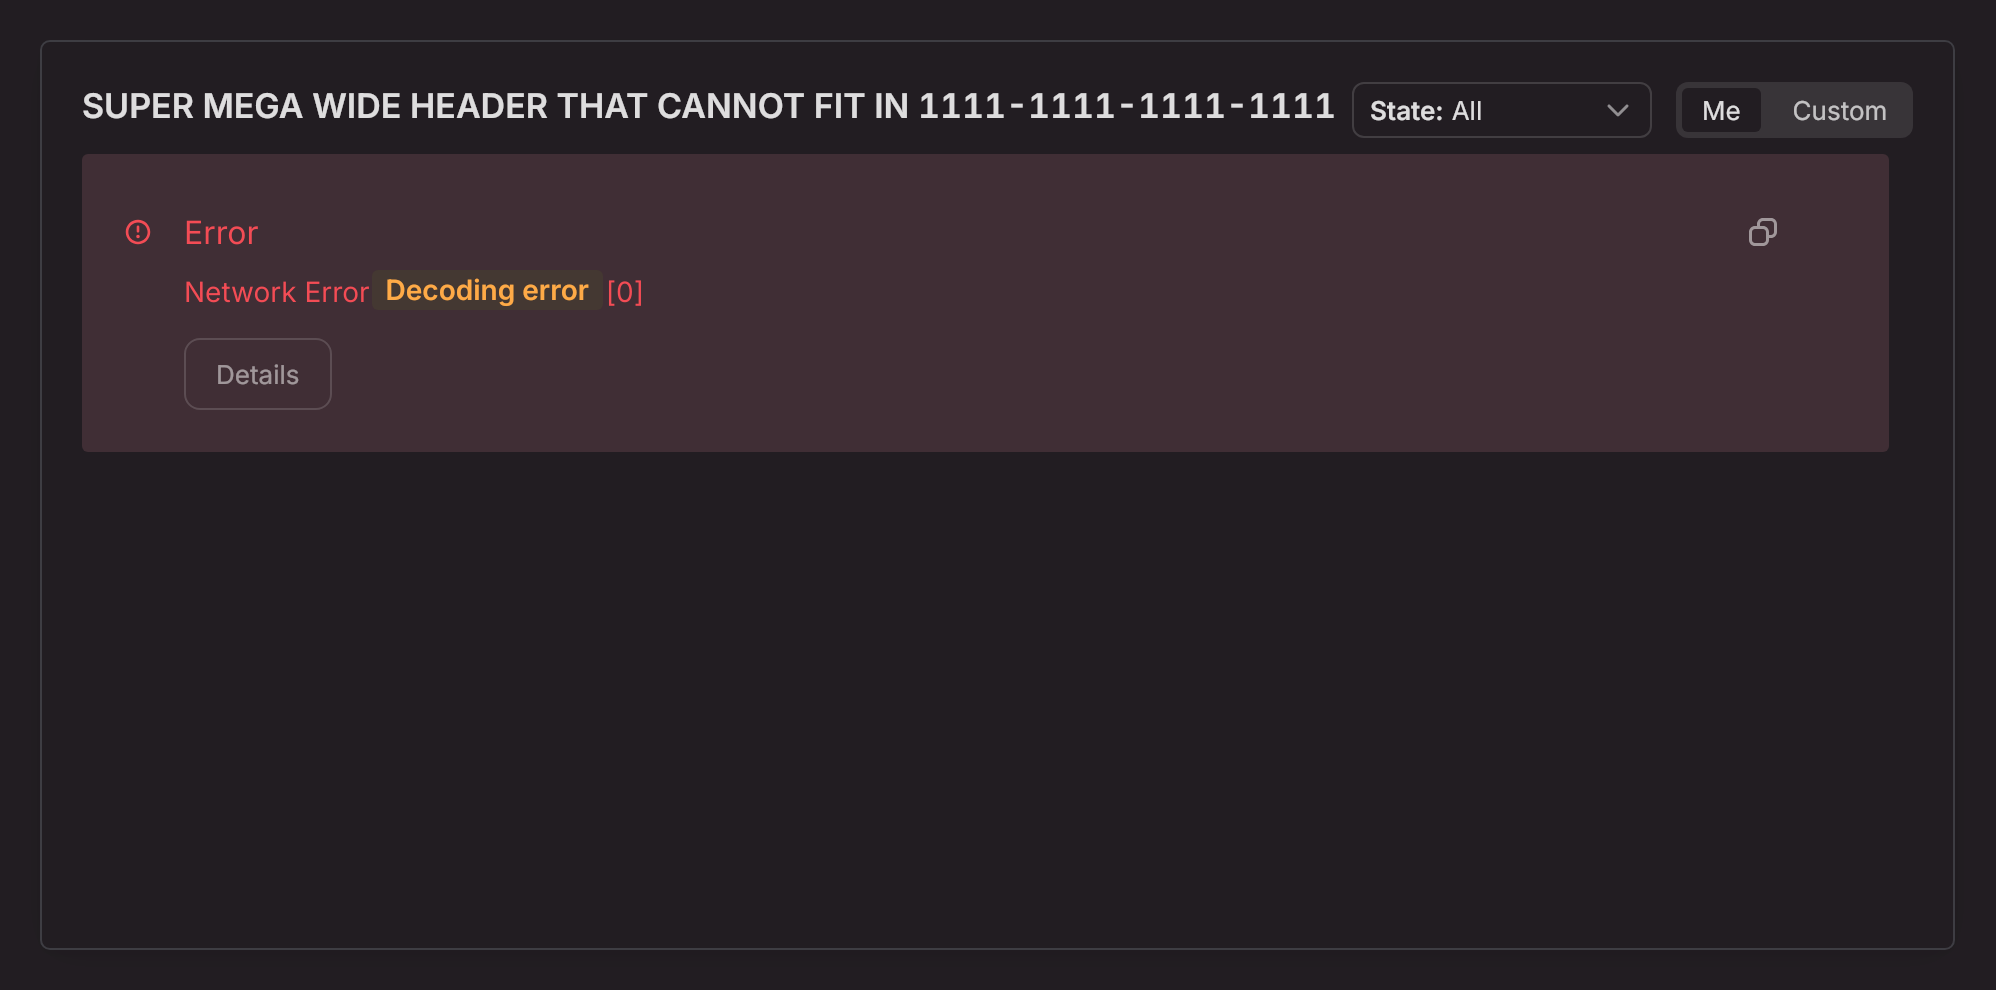 SUPER MEGA WIDE HEADER THAT CANNOT FIT IN 1111-1111-1111-1111 State: All Me Custom
Error
Network Error Decoding error [0]
Details